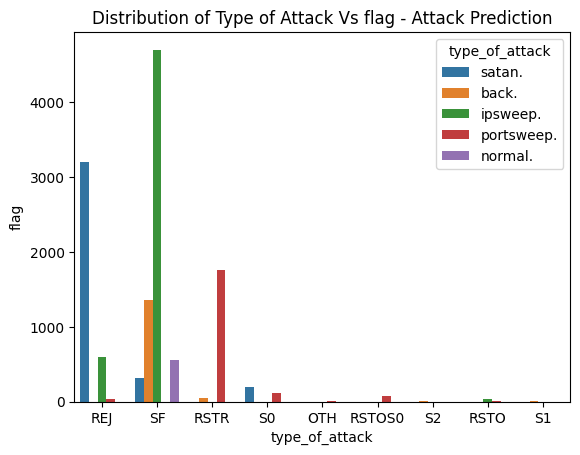 Distribution of Type of Attack Vs flag - Attack Prediction
type_of_attack
satan.
back.
ipsweep.
portsweep.
normal.
flag
4000
3000
2000
1000
0
REJ SF RSTR S0 OTH RSTOS0 S2 RSTO S1
type_of_attack